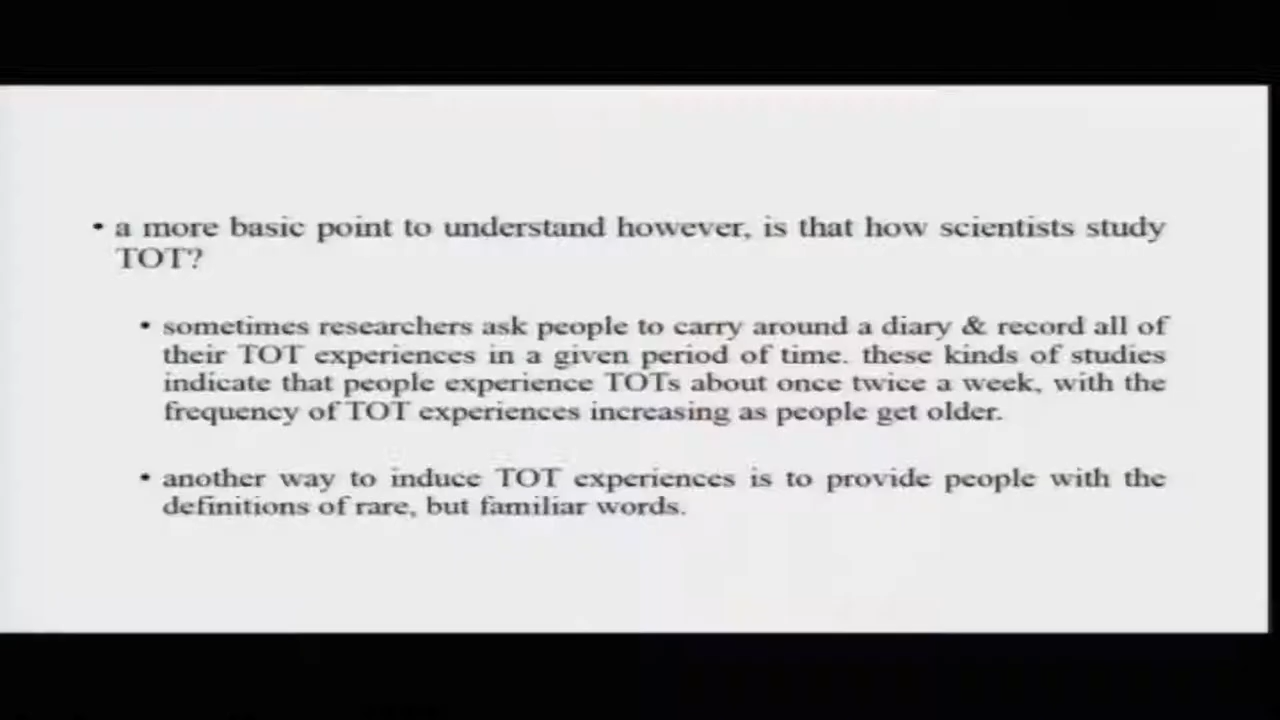 • a more basic point to understand however, is that how scientists study
TOT?
• sometimes researchers ask people to carry around a diary & record all of
their TOT experiences in a given period of time. these kinds of studies
indicate that people experience TOTs about once twice a week, with the
frequency of TOT experiences increasing as people get older.
• another way to induce TOT experiences is to provide people with the
definitions of rare, but familiar words.